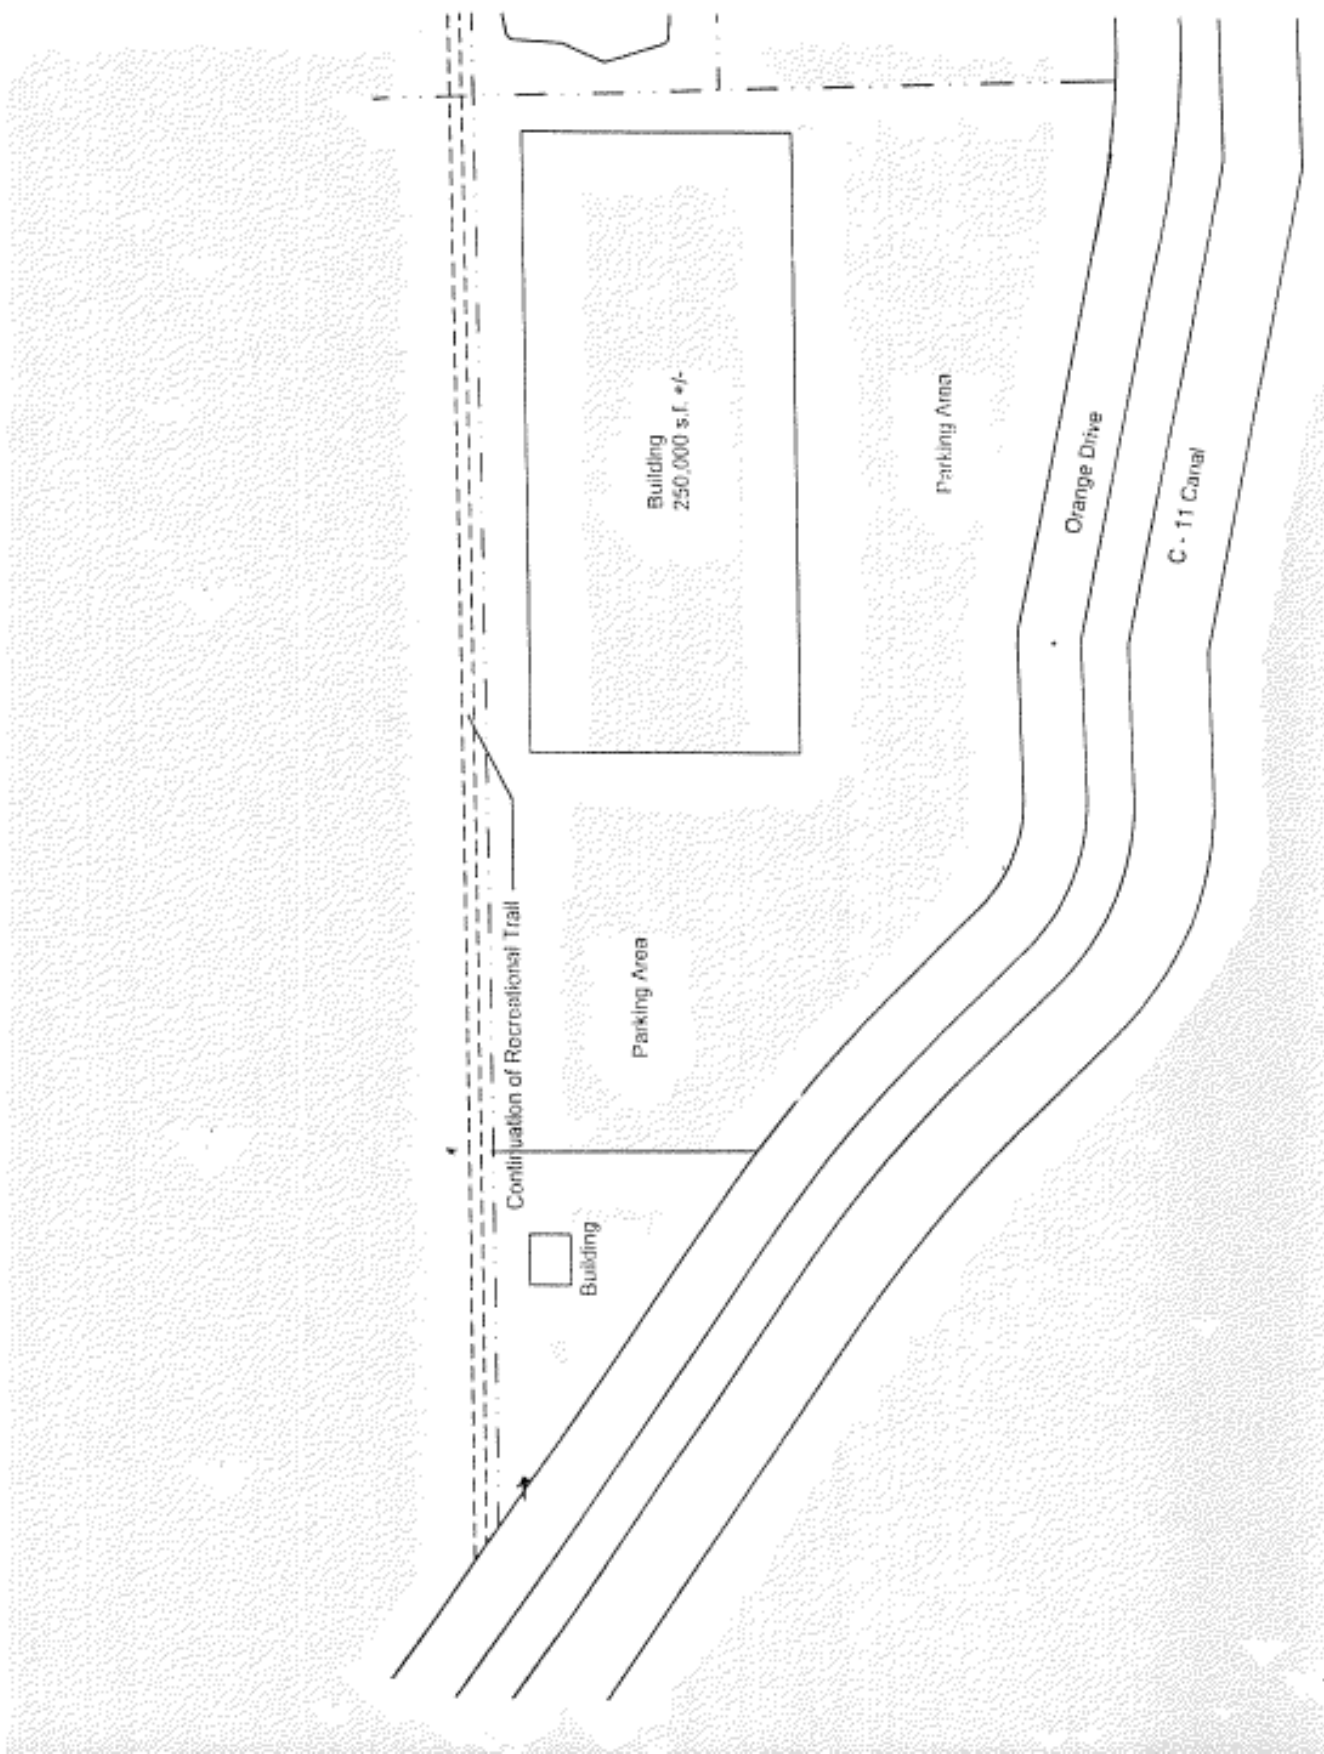 Building
250,000 s.f. +/-
Parking Area
Orange Drive
C - 11 Canal
Continuation of Recreational Trail
Parking Area
Building